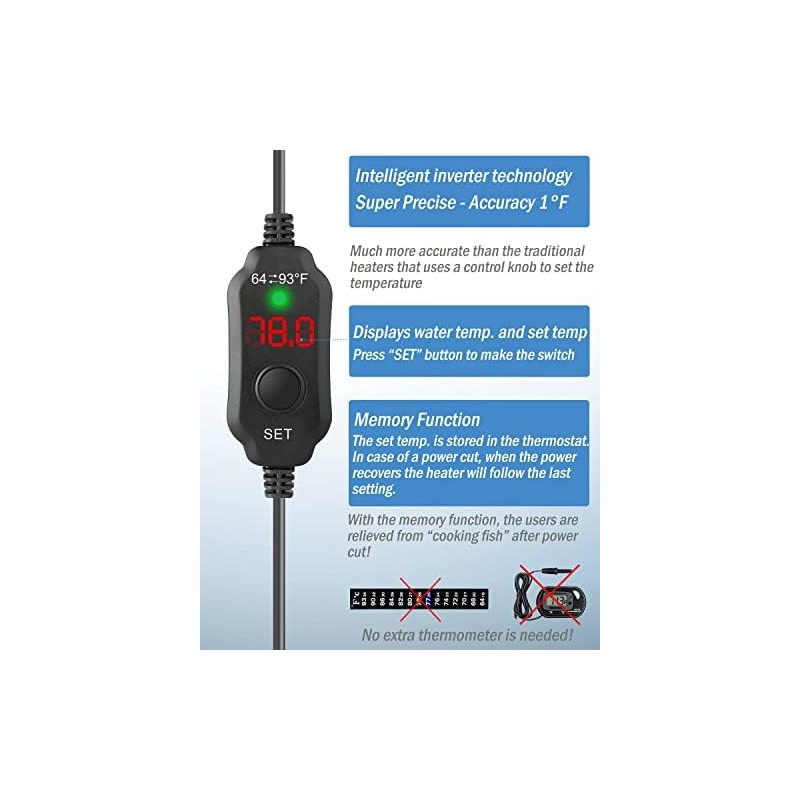 Intelligent inverter technology
Super Precise - Accuracy 1°F
Much more accurate than the traditional
heaters that uses a control knob to set the
temperature
64⇄93°F
78.0
SET
Displays water temp. and set temp
Press “SET” button to make the switch
Memory Function
The set temp. is stored in the thermostat.
In case of a power cut, when the power
recovers the heater will follow the last
setting.
With the memory function, the users are
relieved from “cooking fish” after power
cut!
No extra thermometer is needed!